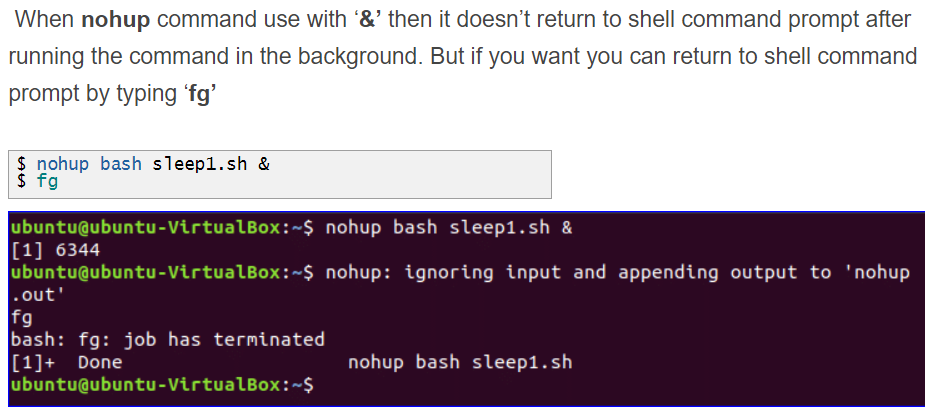 When nohup command use with ‘&’ then it doesn’t return to shell command prompt after
running the command in the background. But if you want you can return to shell command
prompt by typing ‘fg’
$ nohup bash sleep1.sh &
$ fg
ubuntu@ubuntu-VirtualBox:~$ nohup bash sleep1.sh &
[1] 6344
ubuntu@ubuntu-VirtualBox:~$ nohup: ignoring input and appending output to 'nohup
.out'
fg
bash: fg: job has terminated
[1]+  Done                    nohup bash sleep1.sh
ubuntu@ubuntu-VirtualBox:~$